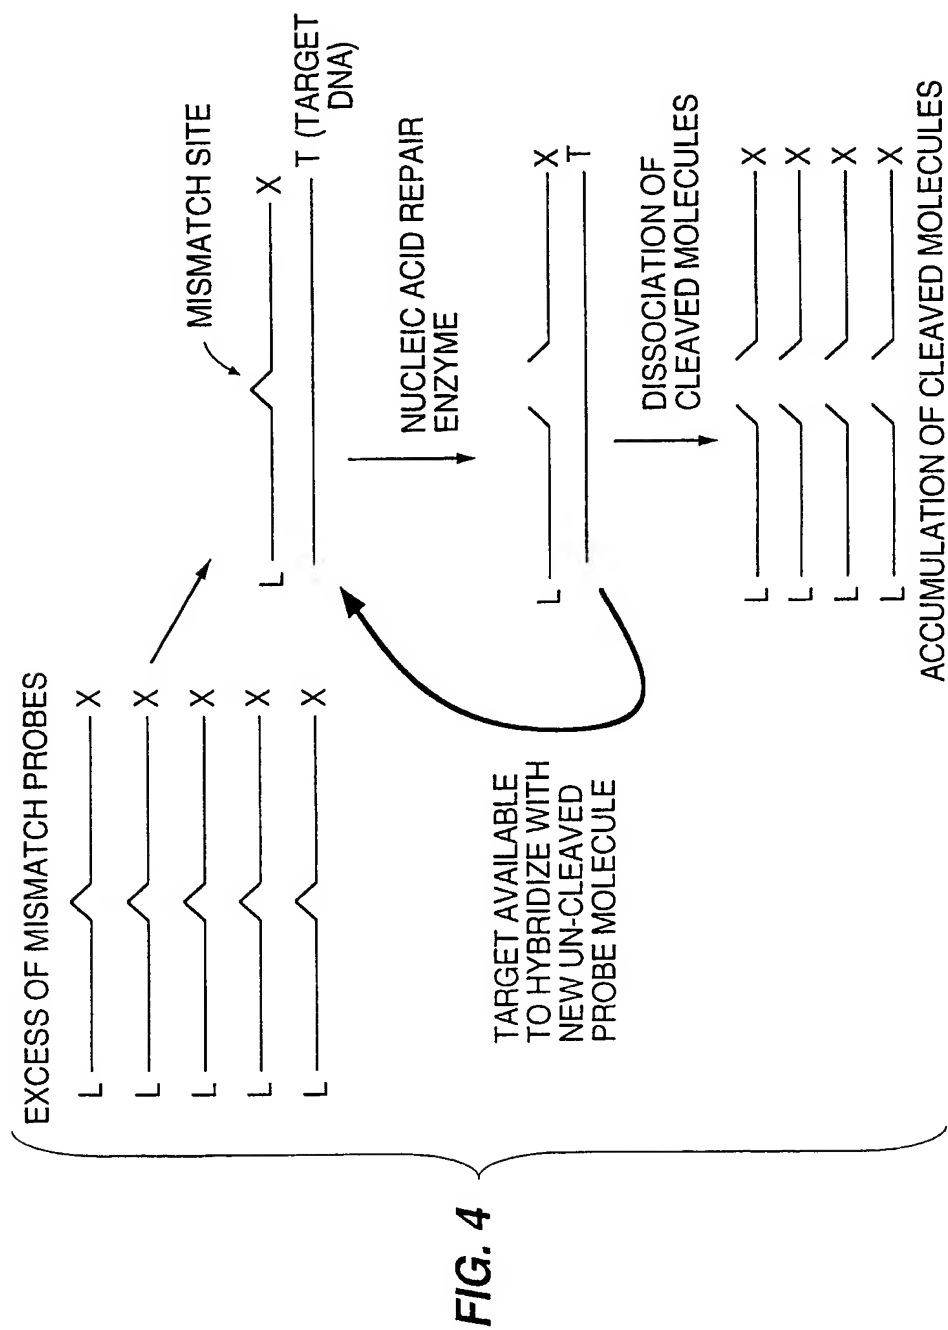 EXCESS OF MISMATCH PROBES
L X
L X
L X
L X
L X
MISMATCH SITE
L X
T (TARGET
DNA)
NUCLEIC ACID REPAIR
ENZYME
TARGET AVAILABLE
TO HYBRIDIZE WITH
NEW UN-CLEAVED
PROBE MOLECULE
L X
T
DISSOCIATION OF
CLEAVED MOLECULES
L X
L X
L X
L X
ACCUMULATION OF CLEAVED MOLECULES
FIG. 4